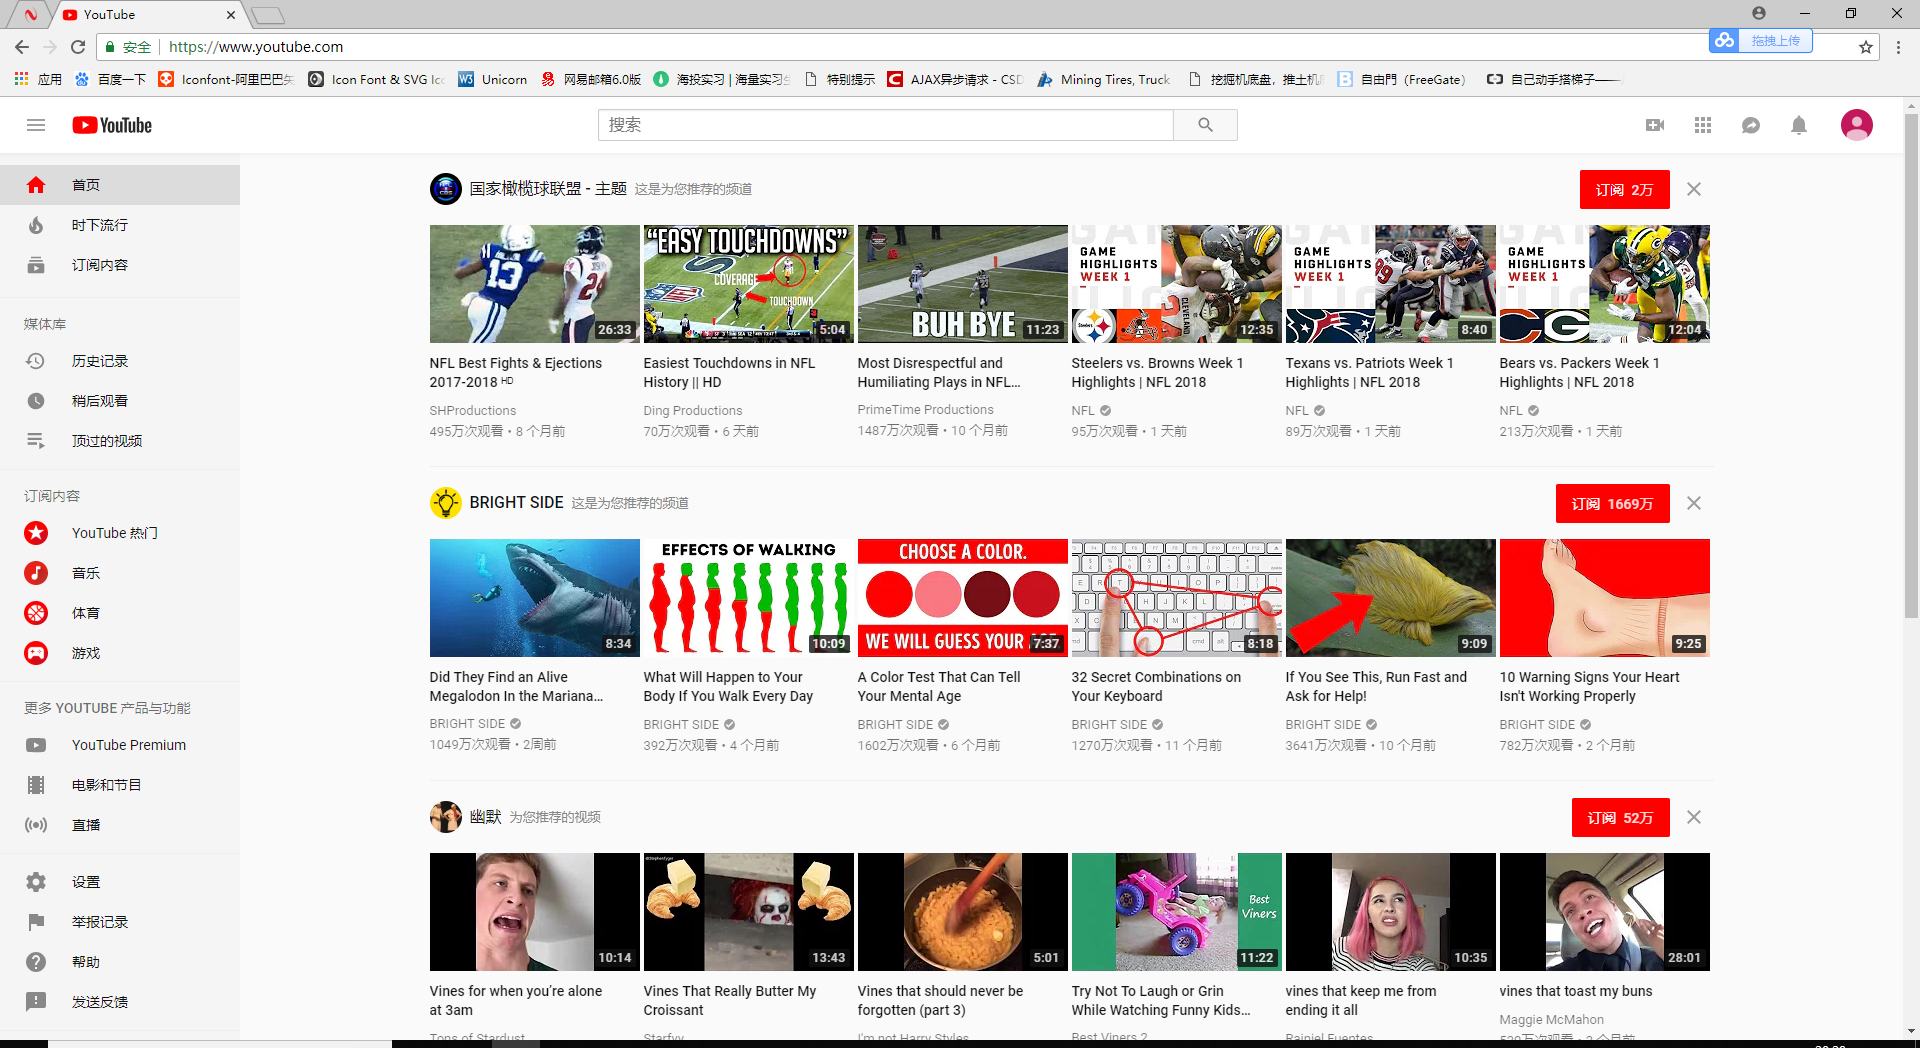 YouTube
安全 https://www.youtube.com
拖拽上传
应用 百度一下 Iconfont-阿里巴巴矢 Icon Font & SVG Ic Unicorn 网易邮箱6.0版 海投实习 | 海量实习 特别提示 AJAX异步请求 - CSD Mining Tires, Truck 挖掘机底盘，推土机 自由門（FreeGate） 自己动手搭梯子——
YouTube
搜索
首页
时下流行
订阅内容
媒体库
历史记录
稍后观看
顶过的视频
订阅内容
YouTube 热门
音乐
体育
游戏
更多 YOUTUBE 产品与功能
YouTube Premium
电影和节目
直播
设置
举报记录
帮助
发送反馈
国家橄榄球联盟 - 主题 这是为您推荐的频道
订阅 2万
13
26:33
"EASY TOUCHDOWNS"
COVERAGE
TOUCHDOWN
5:04
BUH BYE
11:23
GAME HIGHLIGHTS WEEK 1
12:35
GAME HIGHLIGHTS WEEK 1
8:40
GAME HIGHLIGHTS WEEK 1
12:04
NFL Best Fights & Ejections
2017-2018 ᴴᴰ
SHProductions
495万次观看 • 8 个月前
Easiest Touchdowns in NFL
History || HD
Ding Productions
70万次观看 • 6 天前
Most Disrespectful and
Humiliating Plays in NFL...
PrimeTime Productions
1487万次观看 • 10 个月前
Steelers vs. Browns Week 1
Highlights | NFL 2018
NFL
95万次观看 • 1 天前
Texans vs. Patriots Week 1
Highlights | NFL 2018
NFL
89万次观看 • 1 天前
Bears vs. Packers Week 1
Highlights | NFL 2018
NFL
213万次观看 • 1 天前
BRIGHT SIDE 这是为您推荐的频道
订阅 1669万
8:34
EFFECTS OF WALKING
10:09
CHOOSE A COLOR.
WE WILL GUESS YOUR
7:37
8:18
9:09
9:25
Did They Find an Alive
Megalodon In the Mariana...
BRIGHT SIDE
1049万次观看 • 2周前
What Will Happen to Your
Body If You Walk Every Day
BRIGHT SIDE
392万次观看 • 4 个月前
A Color Test That Can Tell
Your Mental Age
BRIGHT SIDE
1602万次观看 • 6 个月前
32 Secret Combinations on
Your Keyboard
BRIGHT SIDE
1270万次观看 • 11 个月前
If You See This, Run Fast and
Ask for Help!
BRIGHT SIDE
3641万次观看 • 10 个月前
10 Warning Signs Your Heart
Isn't Working Properly
BRIGHT SIDE
782万次观看 • 2 个月前
幽默 为您推荐的视频
订阅 52万
10:14
13:43
5:01
Best
Viners
11:22
10:35
28:01
Vines for when you’re alone
at 3am
Tons of Stardust
Vines That Really Butter My
Croissant
Starfyy
Vines that should never be
forgotten (part 3)
I'm not Harry Styles
Try Not To Laugh or Grin
While Watching Funny Kids...
Best Viners 2
vines that keep me from
ending it all
Rainiel Fuentes
vines that toast my buns
Maggie McMahon